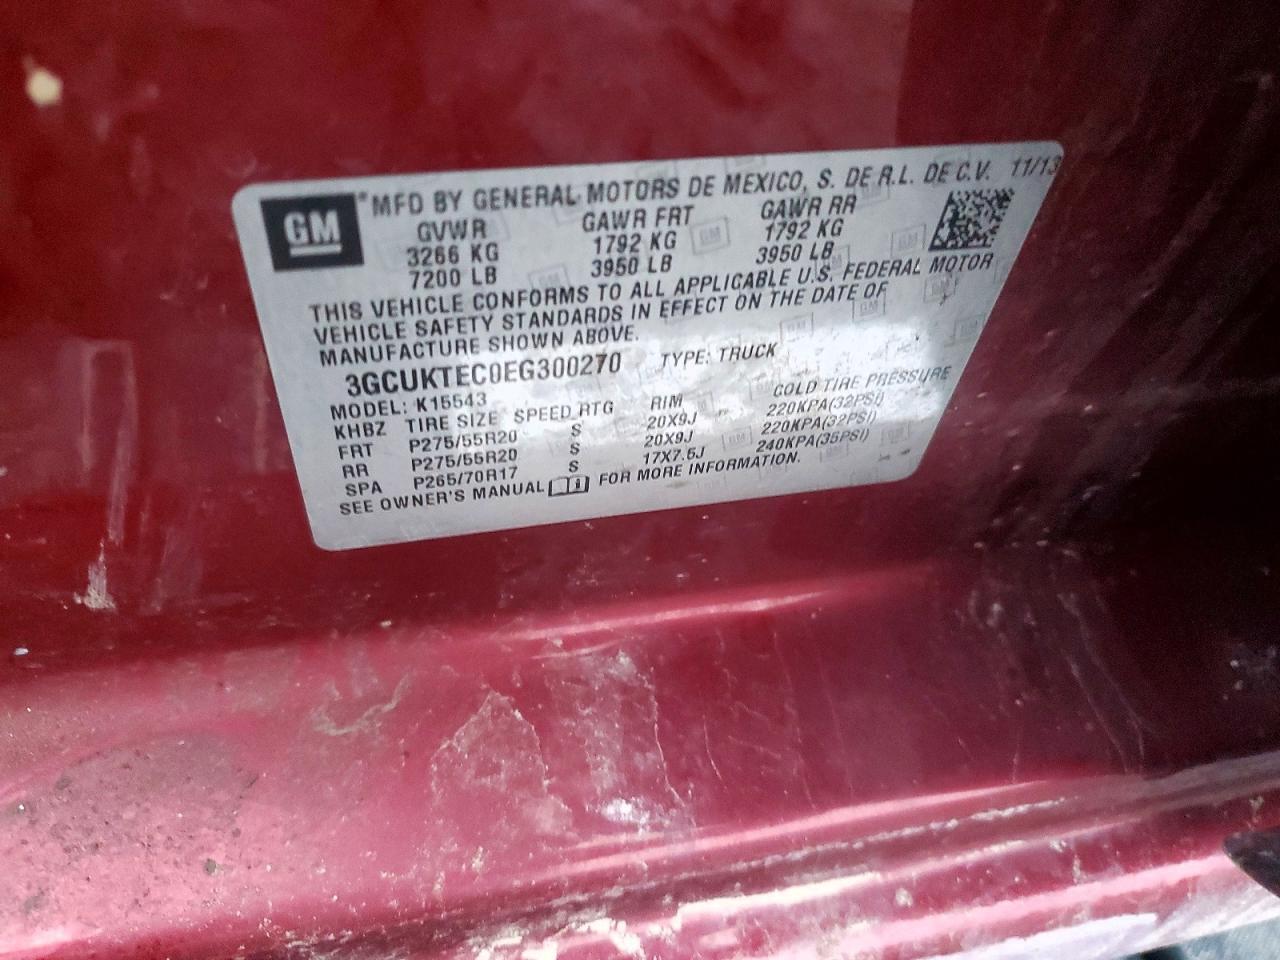 GM
*MFD BY GENERAL MOTORS DE MEXICO, S. DE R.L. DE C.V. 11/13
GVWR GAWR FRT GAWR RR
3266 KG 1792 KG 1792 KG
7200 LB 3950 LB 3950 LB
THIS VEHICLE CONFORMS TO ALL APPLICABLE U.S. FEDERAL MOTOR
VEHICLE SAFETY STANDARDS IN EFFECT ON THE DATE OF
MANUFACTURE SHOWN ABOVE.
3GCUKTEC0EG300270 TYPE: TRUCK
MODEL: K15543
KHBZ TIRE SIZE SPEED RTG RIM COLD TIRE PRESSURE
FRT P275/55R20 S 20X9J 220KPA(32PSI)
RR P275/55R20 S 20X9J 220KPA(32PSI)
SPA P265/70R17 S 17X7.5J 240KPA(35PSI)
SEE OWNER'S MANUAL FOR MORE INFORMATION.